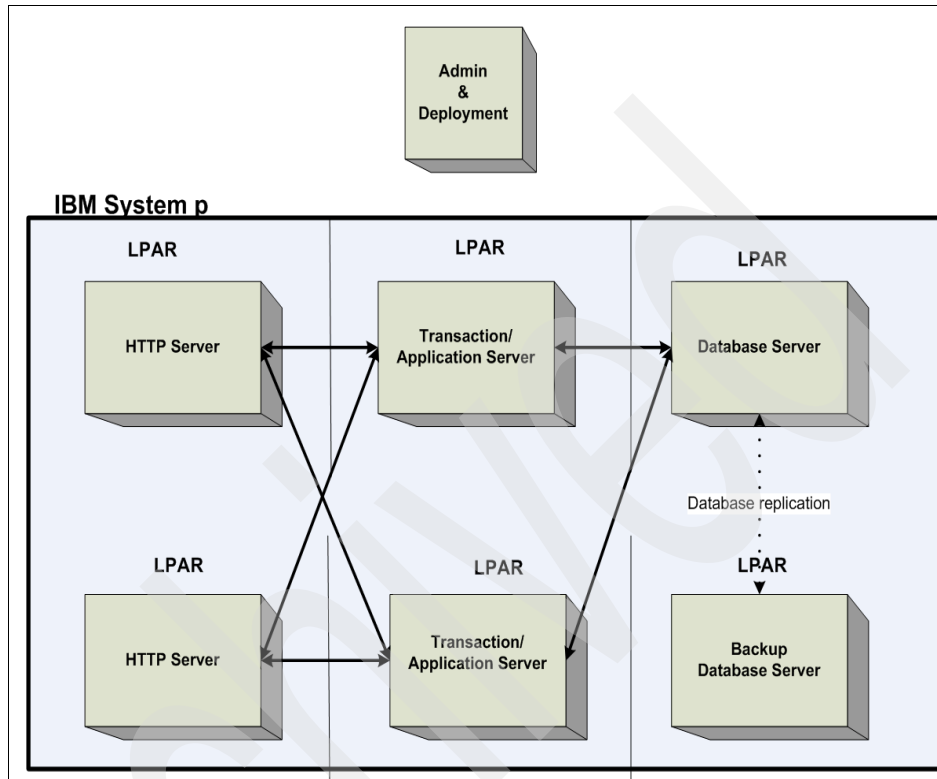 Admin
&
Deployment
IBM System p
LPAR
LPAR
LPAR
HTTP Server
Transaction/
Application Server
Database Server
Database replication
LPAR
LPAR
LPAR
HTTP Server
Transaction/
Application Server
Backup
Database Server